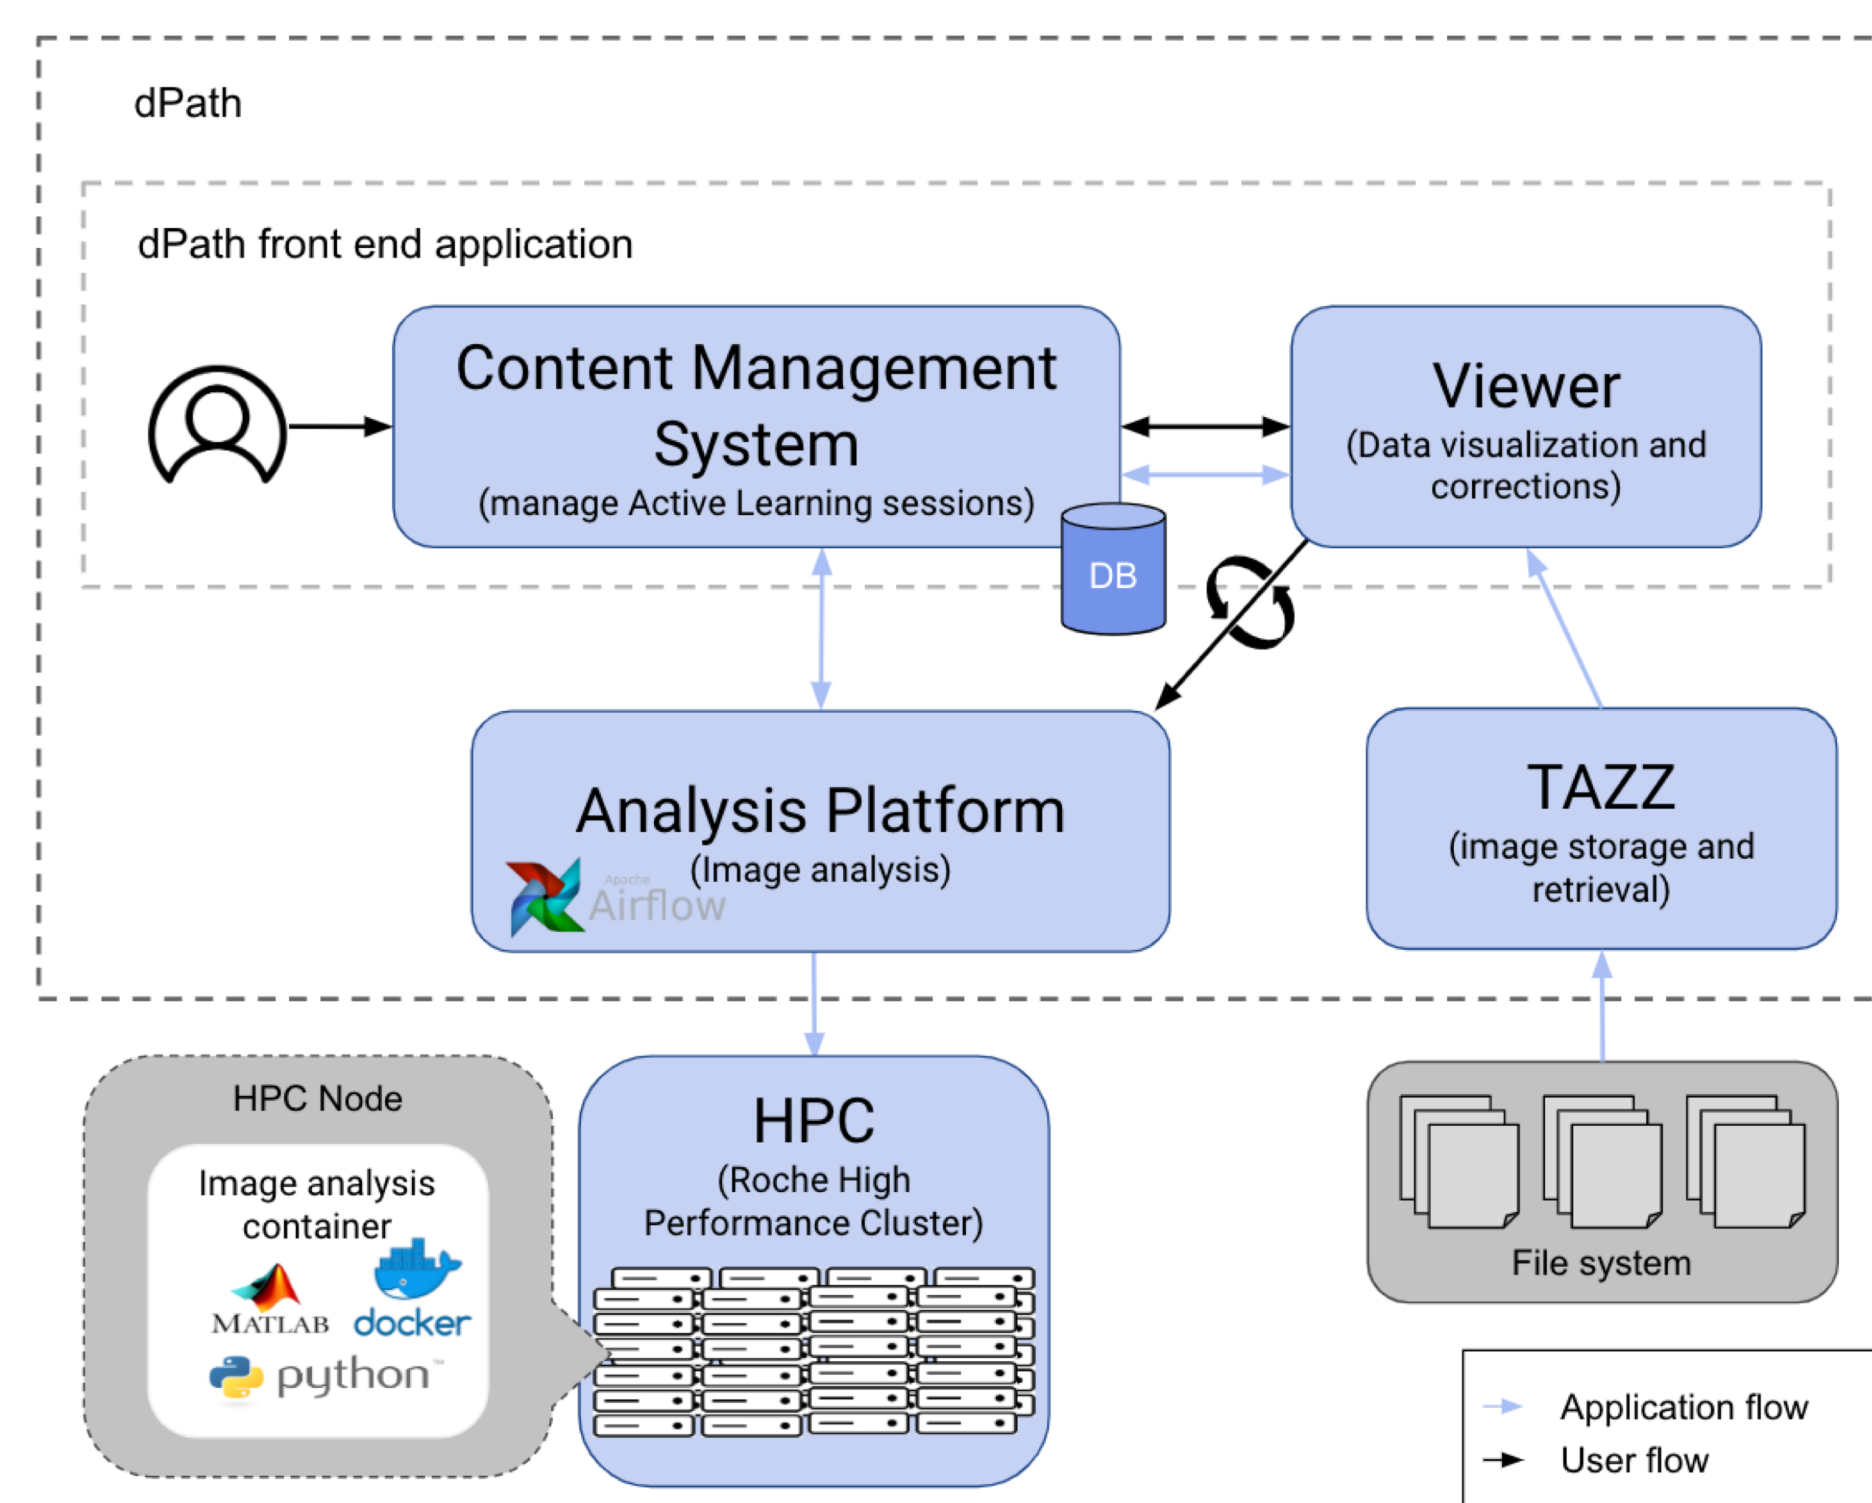 dPath
dPath front end application
Content Management
System
(manage Active Learning sessions)
Viewer
(Data visualization and
corrections)
DB
Analysis Platform
(Image analysis)
Apache
Airflow
TAZZ
(image storage and
retrieval)
HPC Node
Image analysis
container
MATLAB
docker
python™
HPC
(Roche High
Performance Cluster)
File system
Application flow
User flow